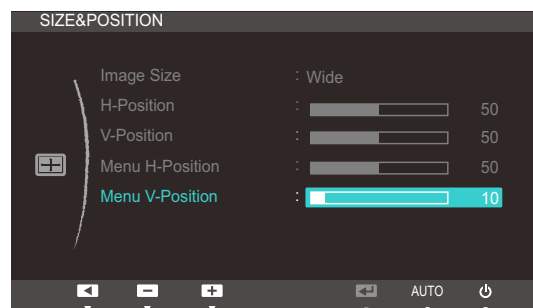 SIZE&POSITION
Image Size : Wide
H-Position : 50
V-Position : 50
Menu H-Position : 50
Menu V-Position : 10
AUTO